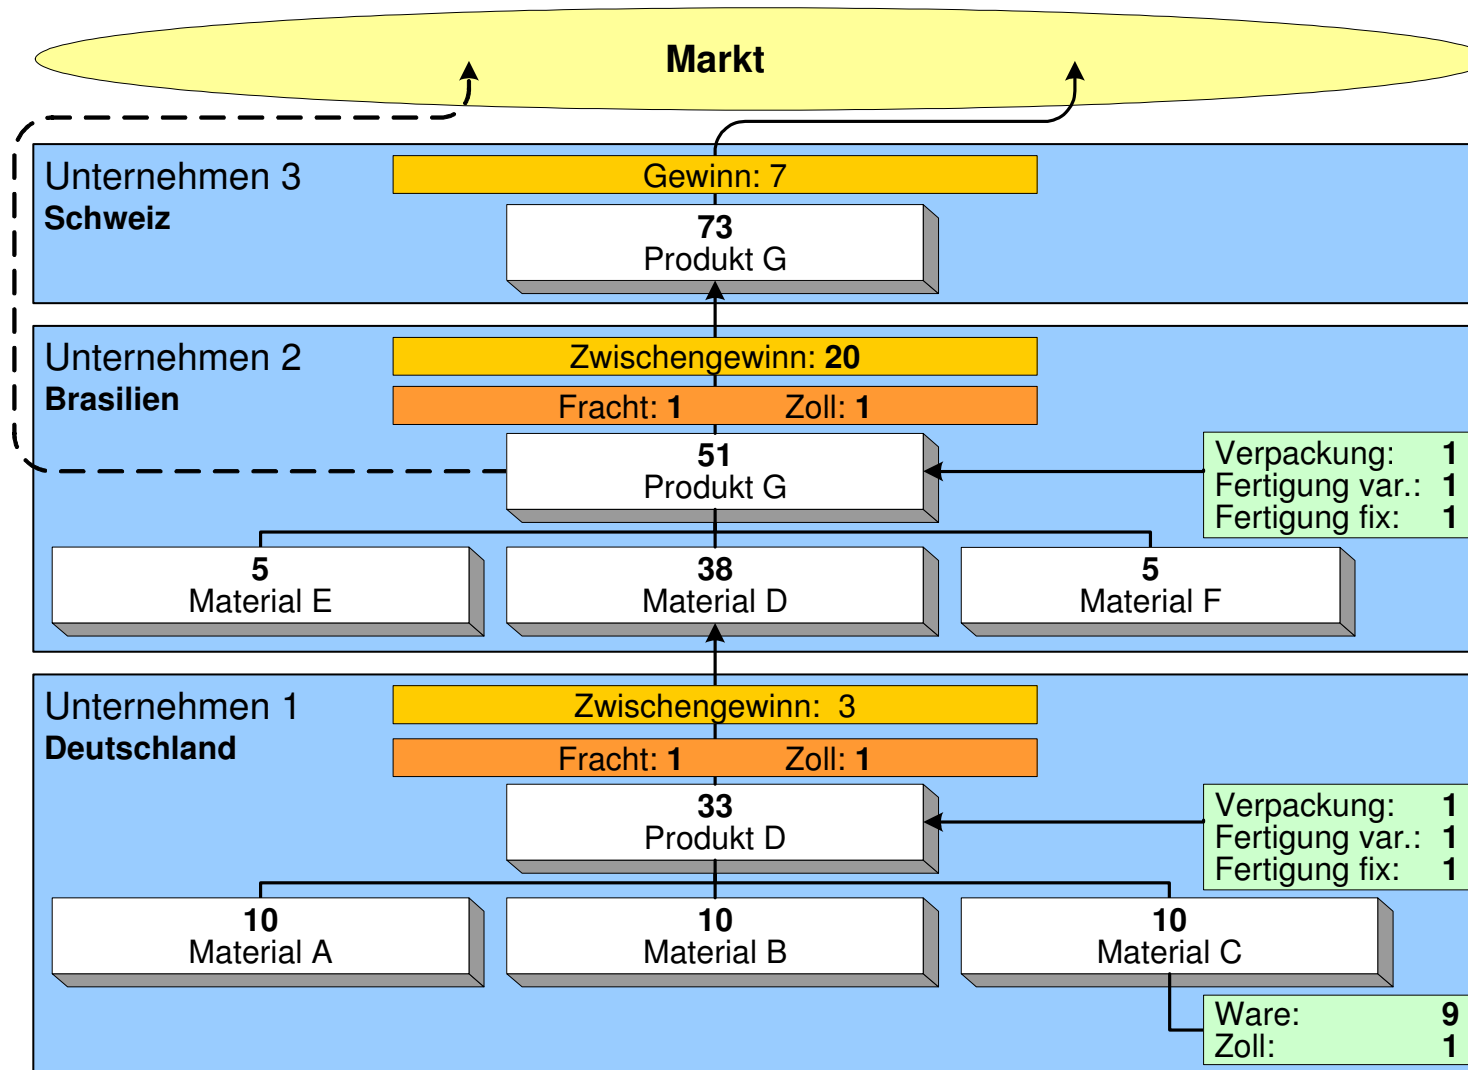 Markt
Unternehmen 3
Schweiz
Gewinn: 7
73
Produkt G
Unternehmen 2
Brasilien
Zwischengewinn: 20
Fracht: 1 Zoll: 1
51
Produkt G
Verpackung: 1
Fertigung var.: 1
Fertigung fix: 1
5
Material E
38
Material D
5
Material F
Unternehmen 1
Deutschland
Zwischengewinn: 3
Fracht: 1 Zoll: 1
33
Produkt D
Verpackung: 1
Fertigung var.: 1
Fertigung fix: 1
10
Material A
10
Material B
10
Material C
Ware: 9
Zoll: 1